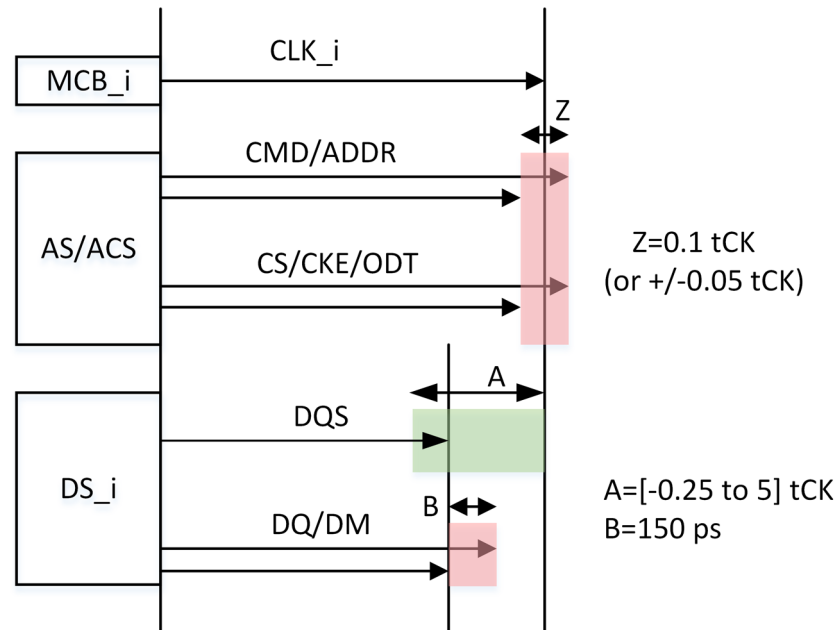 CLK_i
MCB_i
Z
CMD/ADDR
AS/ACS
Z=0.1 tCK
(or +/-0.05 tCK)
CS/CKE/ODT
A
DQS
DS_i
A=[-0.25 to 5] tCK
B
B=150 ps
DQ/DM